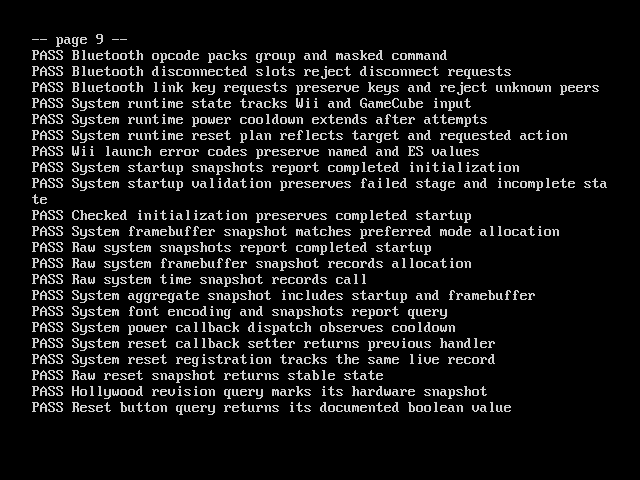 -- page 9 --
PASS Bluetooth opcode packs group and masked command
PASS Bluetooth disconnected slots reject disconnect requests
PASS Bluetooth link key requests preserve keys and reject unknown peers
PASS System runtime state tracks Wii and GameCube input
PASS System runtime power cooldown extends after attempts
PASS System runtime reset plan reflects target and requested action
PASS Wii launch error codes preserve named and ES values
PASS System startup snapshots report completed initialization
PASS System startup validation preserves failed stage and incomplete sta
te
PASS Checked initialization preserves completed startup
PASS System framebuffer snapshot matches preferred mode allocation
PASS Raw system snapshots report completed startup
PASS Raw system framebuffer snapshot records allocation
PASS Raw system time snapshot records call
PASS System aggregate snapshot includes startup and framebuffer
PASS System font encoding and snapshots report query
PASS System power callback dispatch observes cooldown
PASS System reset callback setter returns previous handler
PASS System reset registration tracks the same live record
PASS Raw reset snapshot returns stable state
PASS Hollywood revision query marks its hardware snapshot
PASS Reset button query returns its documented boolean value